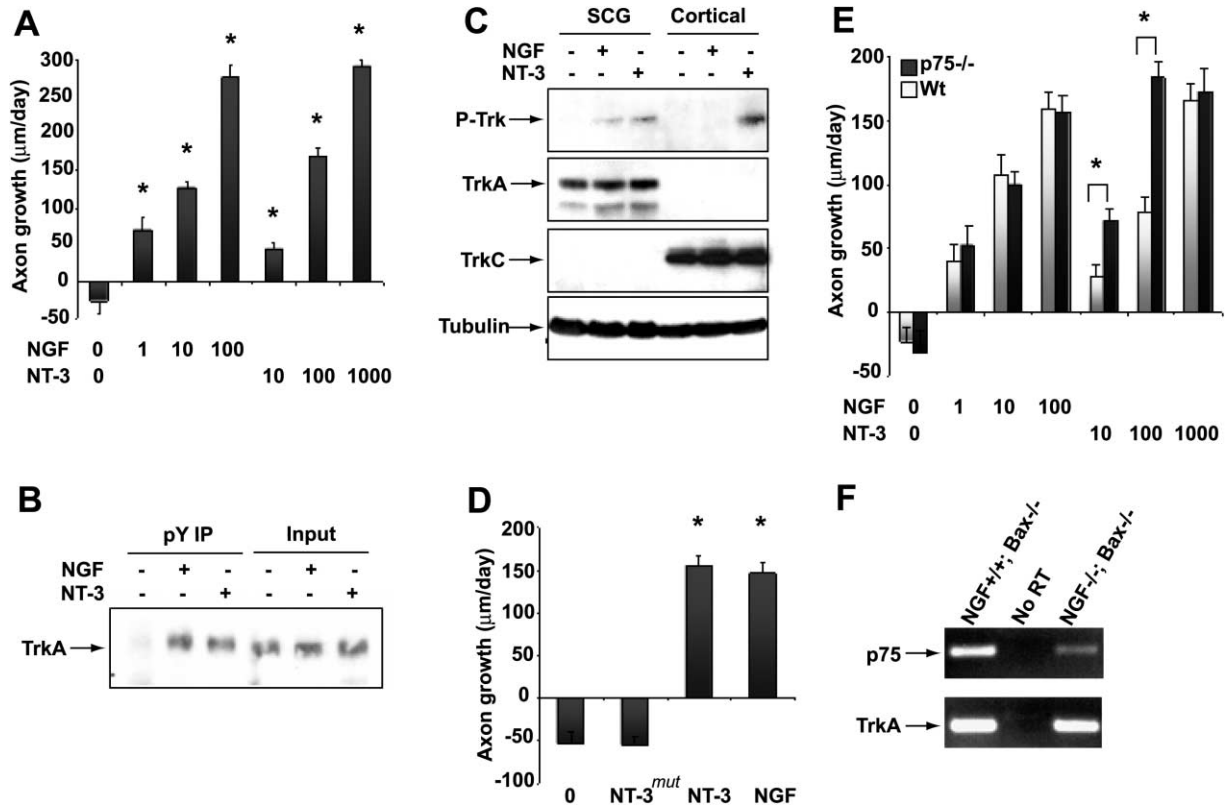 A
Axon growth (μm/day)
300
250
200
150
100
50
0
-50
* * * * * *
NGF 0 1 10 100
NT-3 0 10 100 1000
B
pY IP Input
NGF - + - - + -
NT-3 - - + - - +
TrkA
C
SCG Cortical
NGF - + - - + -
NT-3 - - + - - +
P-Trk
TrkA
TrkC
Tubulin
D
Axon growth (μm/day)
200
150
100
50
0
-50
-100
* *
0 NT-3mut NT-3 NGF
E
Axon growth (μm/day)
p75-/-
Wt
200
150
100
50
0
-50
* *
NGF 0 1 10 100
NT-3 0 10 100 1000
F
NGF+/+; Bax-/-
No RT
NGF-/-; Bax-/-
p75
TrkA